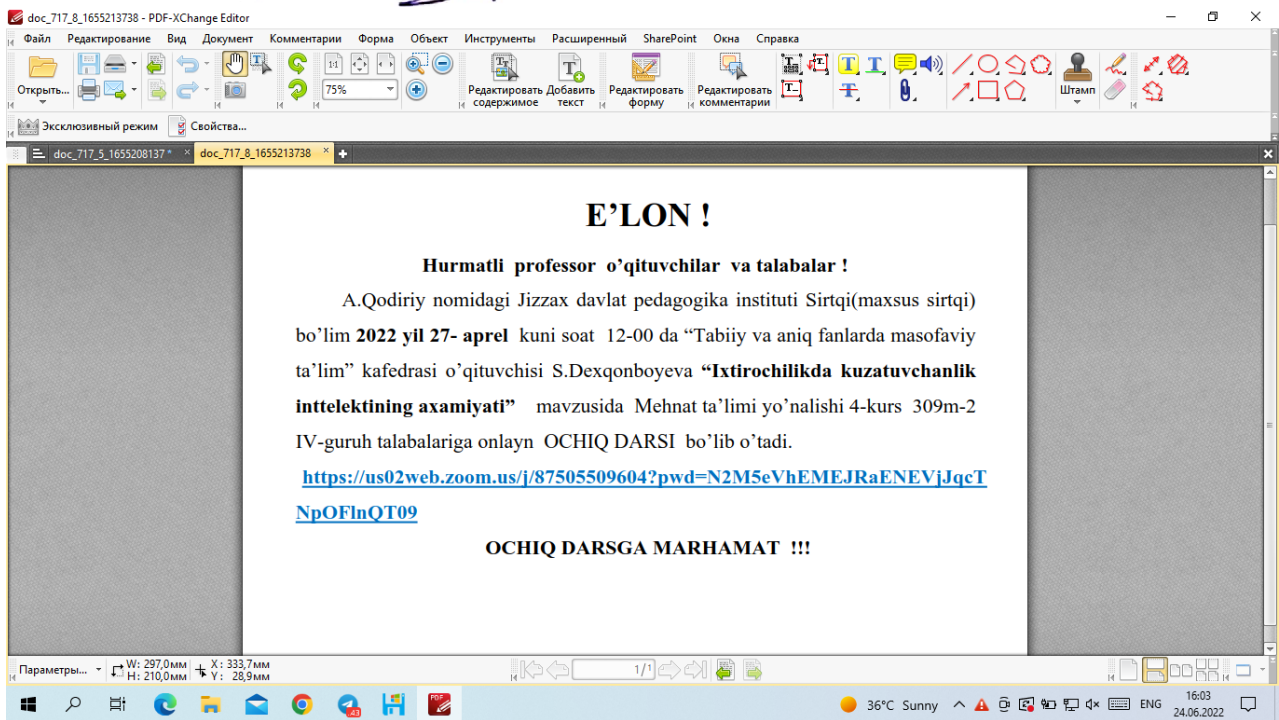 doc_717_8_1655213738 - PDF-XChange Editor
Файл Редактирование Вид Документ Комментарии Форма Объект Инструменты Расширенный SharePoint Окна Справка
Открыть...
75%
Редактировать содержимое
Добавить текст
Редактировать форму
Редактировать комментарии
Штамп
Эксклюзивный режим Свойства...
doc_717_5_1655208137 * × doc_717_8_1655213738 ×
E’LON !
Hurmatli professor o’qituvchilar va talabalar !
A.Qodiriy nomidagi Jizzax davlat pedagogika instituti Sirtqi(maxsus sirtqi)
bo’lim 2022 yil 27- aprel kuni soat 12-00 da “Tabiiy va aniq fanlarda masofaviy
ta’lim” kafedrasi o’qituvchisi S.Dexqonboyeva “Ixtirochilikda kuzatuvchanlik
inttelektining axamiyati” mavzusida Mehnat ta’limi yo’nalishi 4-kurs 309m-2
IV-guruh talabalariga onlayn OCHIQ DARSI bo’lib o’tadi.
https://us02web.zoom.us/j/87505509604?pwd=N2M5eVhEMEJRaENEVjJqcT
NpOFlnQT09
OCHIQ DARSGA MARHAMAT !!!
Параметры...
W: 297,0мм X: 333,7мм
H: 210,0мм Y: 28,9мм
1/1
36°C Sunny
ENG
16:03
24.06.2022